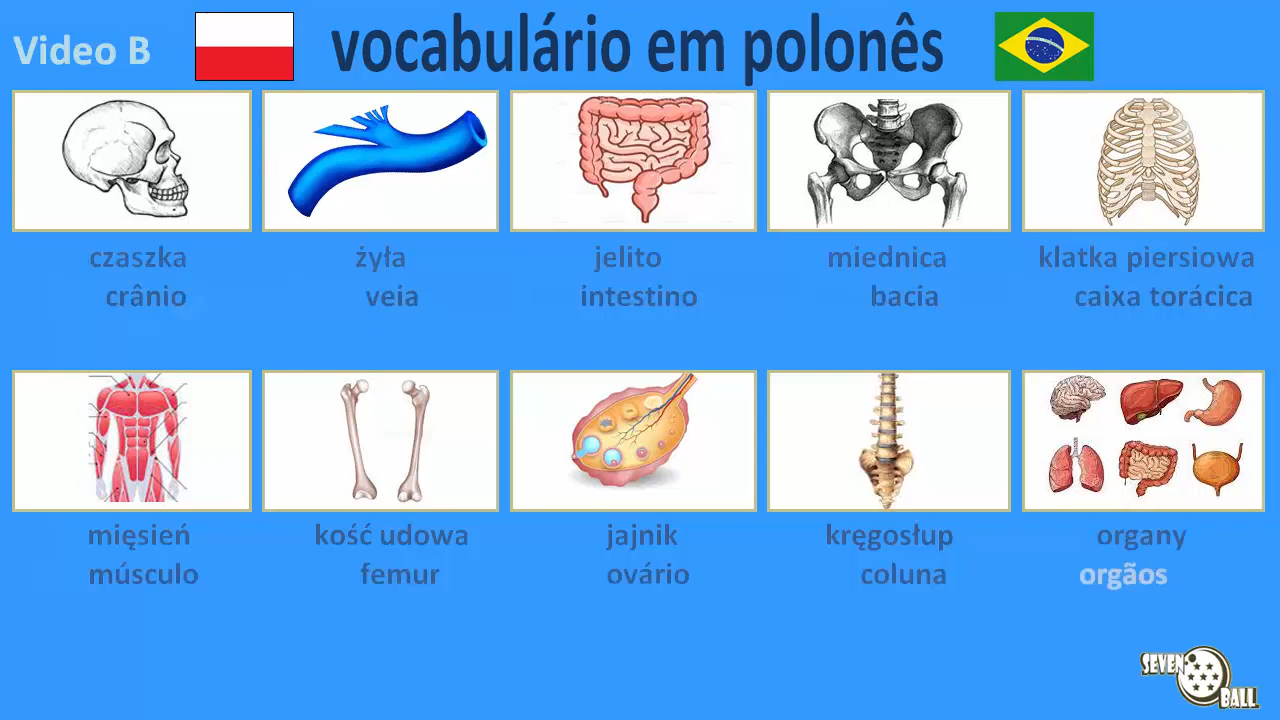 Video B
vocabulário em polonês
czaszka
crânio
żyła
veia
jelito
intestino
miednica
bacia
klatka piersiowa
caixa torácica
mięsień
músculo
kość udowa
femur
jajnik
ovário
kręgosłup
coluna
organy
orgãos
SEVEN
BALL